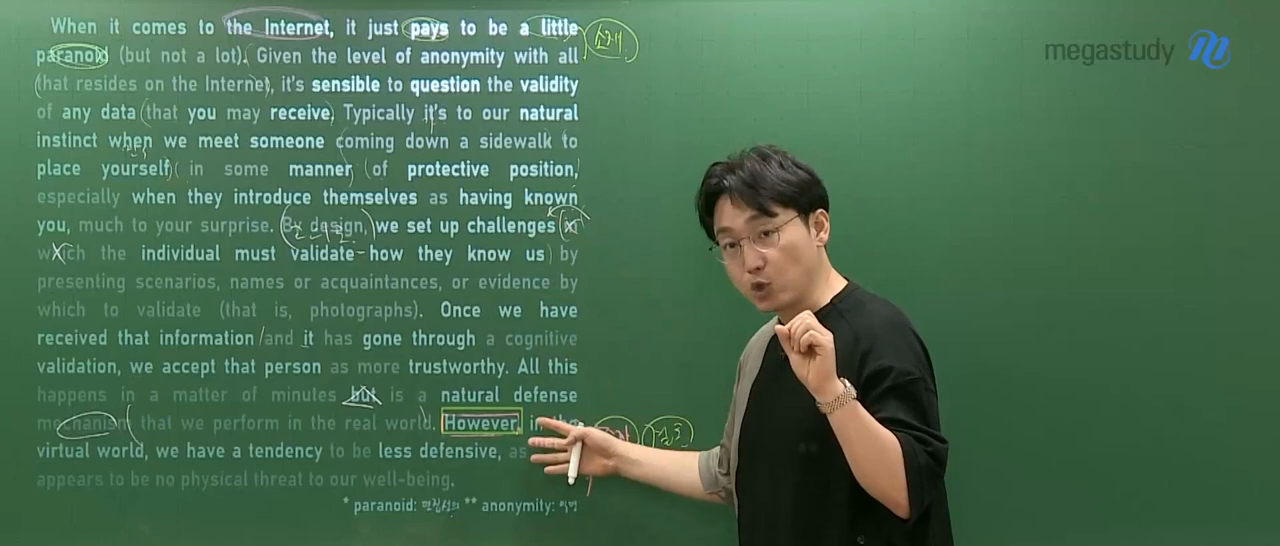 When it comes to the Internet, it just pays to be a little 소재
paranoid (but not a lot). Given the level of anonymity with all
that resides on the Internet, it's sensible to question the validity
of any data that you may receive. Typically it's to our natural
instinct when we meet someone coming down a sidewalk to
place yourself in some manner of protective position,
especially when they introduce themselves as having known
you, much to your surprise. By design, we set up challenges in
which the individual must validate how they know us by
presenting scenarios, names or acquaintances, or evidence by
which to validate (that is, photographs). Once we have
received that information and it has gone through a cognitive
validation, we accept that person as more trustworthy. All this
happens in a matter of minutes but is a natural defense
mechanism that we perform in the real world. However, in the
virtual world, we have a tendency to be less defensive, as
appears to be no physical threat to our well-being.
* paranoid: 편집성의 ** anonymity: 익명
megastudy